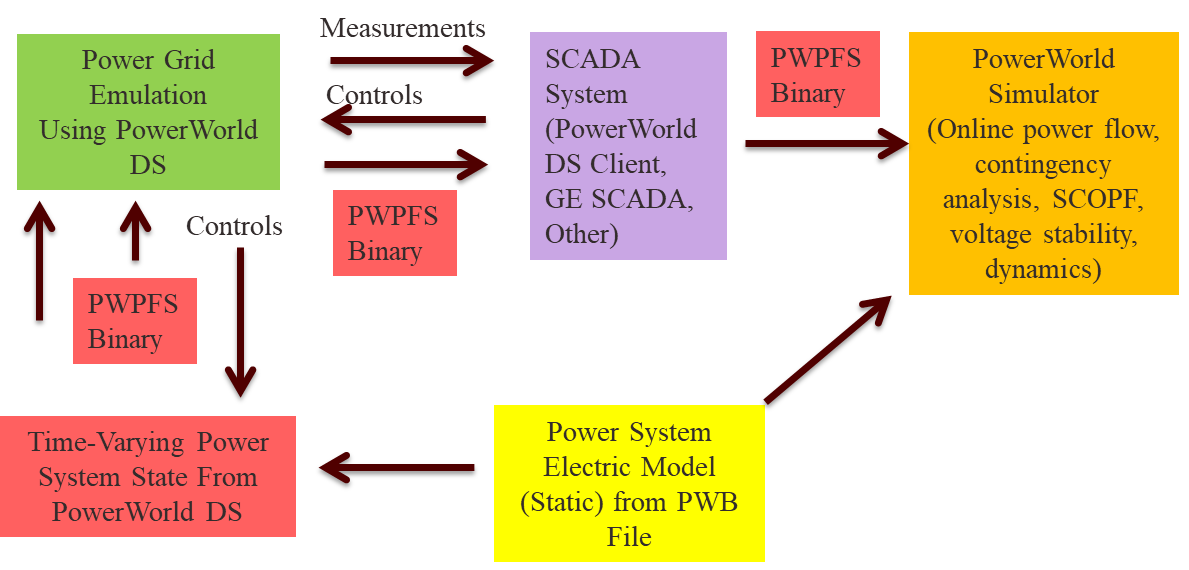 Measurements
Power Grid
Emulation
Using PowerWorld
DS
Controls
PWPFS
Binary
SCADA
System
(PowerWorld
DS Client,
GE SCADA,
Other)
PWPFS
Binary
PowerWorld
Simulator
(Online power flow,
contingency
analysis, SCOPF,
voltage stability,
dynamics)
Controls
PWPFS
Binary
Time-Varying Power
System State From
PowerWorld DS
Power System
Electric Model
(Static) from PWB
File